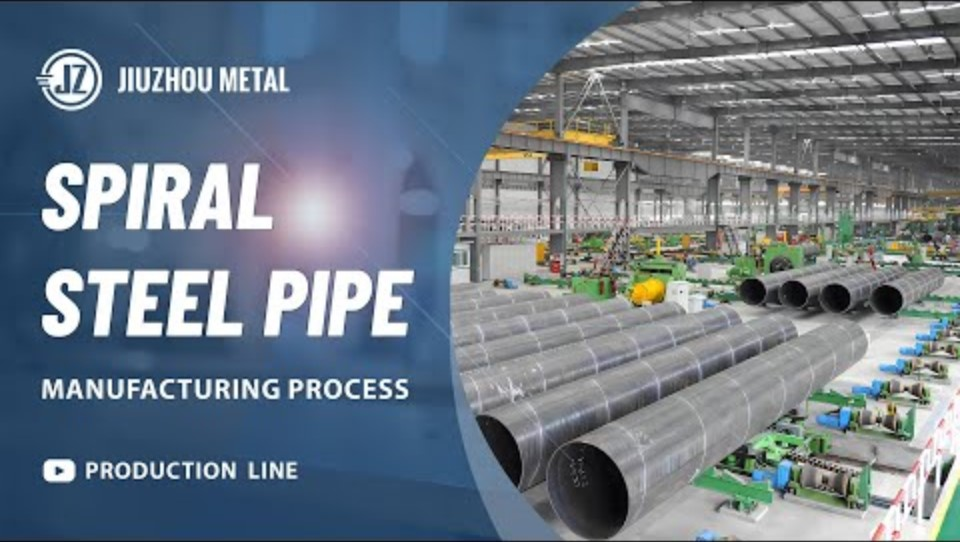 JZ JIUZHOU METAL
SPIRAL
STEEL PIPE
MANUFACTURING PROCESS
PRODUCTION LINE